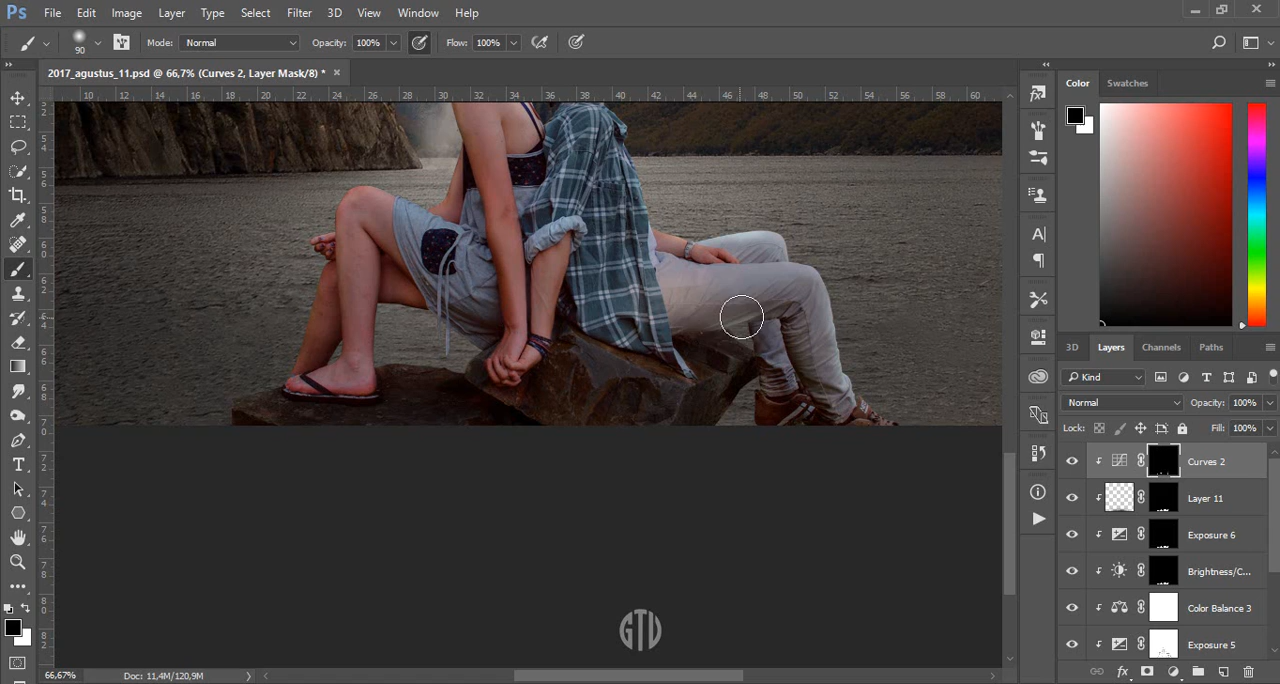 Ps File Edit Image Layer Type Select Filter 3D View Window Help
90 Mode: Normal Opacity: 100% Flow: 100%
2017_agustus_11.psd @ 66,7% (Curves 2, Layer Mask/8) * ×
10 12 14 16 18 20 22 24 26 28 30 32 34 36 38 40 42 44 46 48 50 52 54 56 58 60
Color Swatches
3D Layers Channels Paths
Kind
Normal Opacity: 100%
Lock: Fill: 100%
Curves 2
Layer 11
Exposure 6
Brightness/C...
Color Balance 3
Exposure 5
GTV
66,67% Doc: 11,4M/120,9M